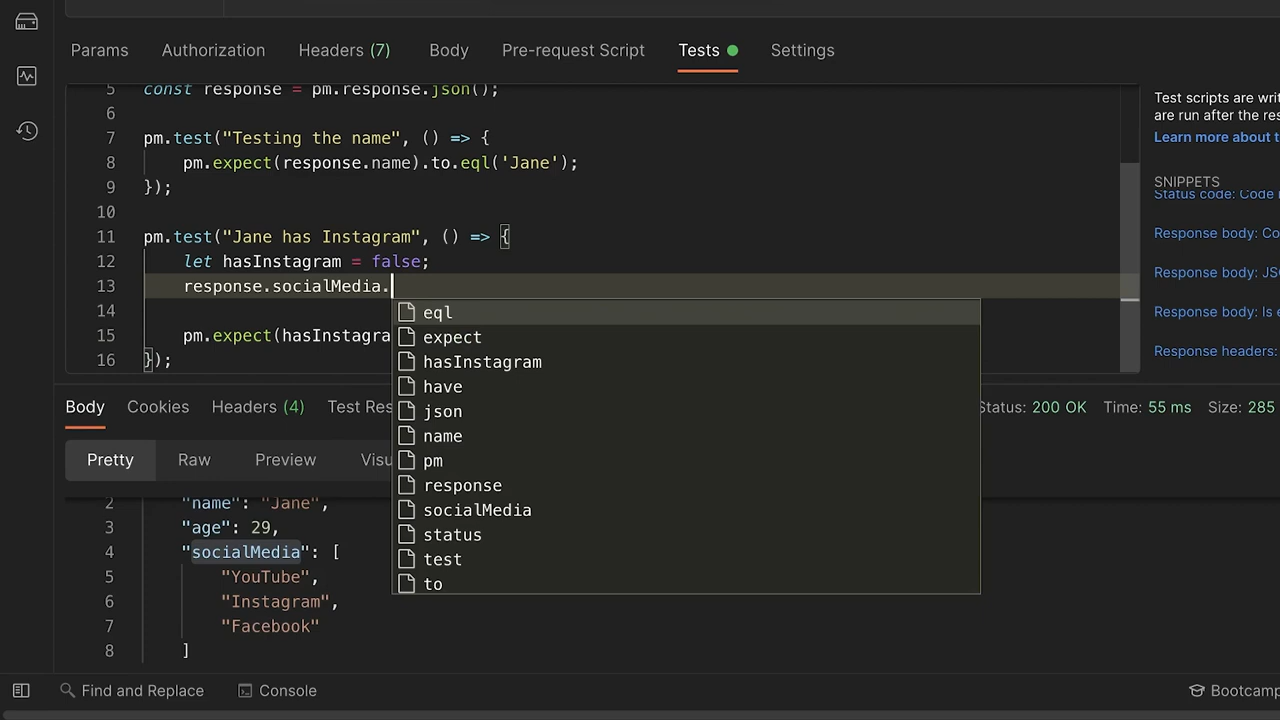 Params Authorization Headers (7) Body Pre-request Script Tests Settings
5 const response = pm.response.json();
6
7 pm.test("Testing the name", () => {
8 pm.expect(response.name).to.eql('Jane');
9 });
10
11 pm.test("Jane has Instagram", () => {
12 let hasInstagram = false;
13 response.socialMedia.
14
15 pm.expect(hasInstagra
16 });
eql
expect
hasInstagram
have
json
name
pm
response
socialMedia
status
test
to
Test scripts are writ
are run after the res
Learn more about t
SNIPPETS
Status code: Code
Response body: Co
Response body: JS
Response body: Is e
Response headers:
Body Cookies Headers (4) Test Res Status: 200 OK Time: 55 ms Size: 285
Pretty Raw Preview Visu
2 "name": "Jane",
3 "age": 29,
4 "socialMedia": [
5 "YouTube",
6 "Instagram",
7 "Facebook"
8 ]
Find and Replace Console Bootcamp